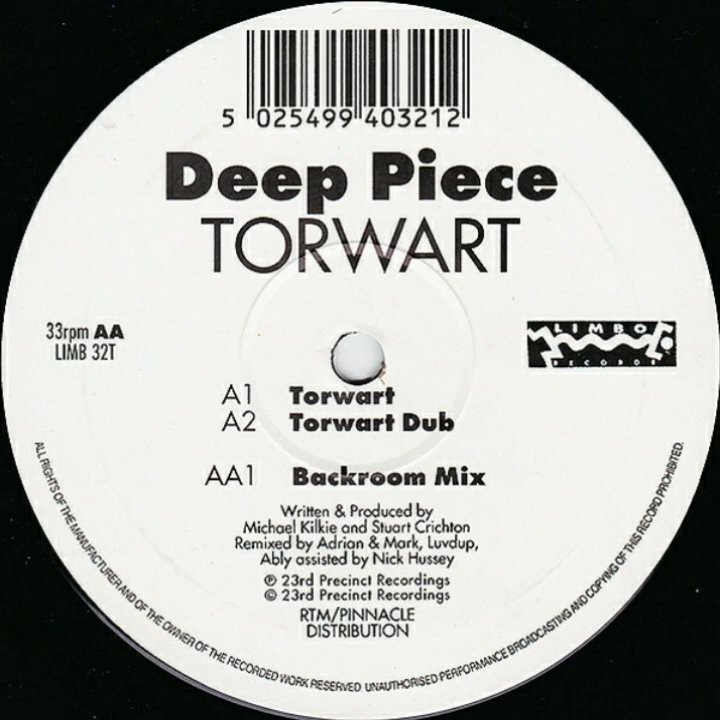 5 025499 403212
Deep Piece
TORWART
33rpm AA
LIMB 32T
LIMBO
RECORDS
A1 Torwart
A2 Torwart Dub
AA1 Backroom Mix
Written & Produced by
Michael Kilkie and Stuart Crichton
Remixed by Adrian & Mark, Luvdup,
Ably assisted by Nick Hussey
℗ 23rd Precinct Recordings
© 23rd Precinct Recordings
RTM/PINNACLE
DISTRIBUTION
ALL RIGHTS OF THE MANUFACTURER AND OF THE OWNER OF THE RECORDED WORK RESERVED. UNAUTHORISED PERFORMANCE BROADCASTING AND COPYING OF THIS RECORD PROHIBITED.